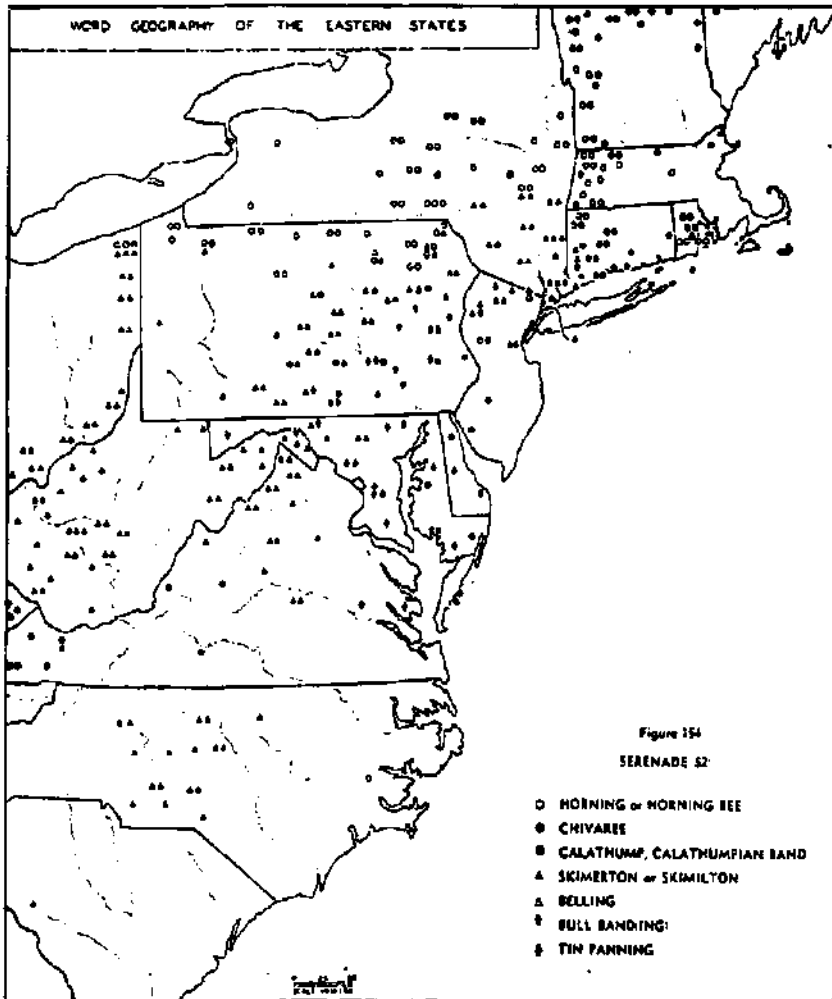 WORD GEOGRAPHY OF THE EASTERN STATES
Figure 154
SERENADE 52
HORNING or HORNING BEE
CHIVAREE
CALATHUMP, CALATHUMPIAN BAND
SKIMERTON or SKIMILTON
BELLING
BULL BANDING
TIN PANNING